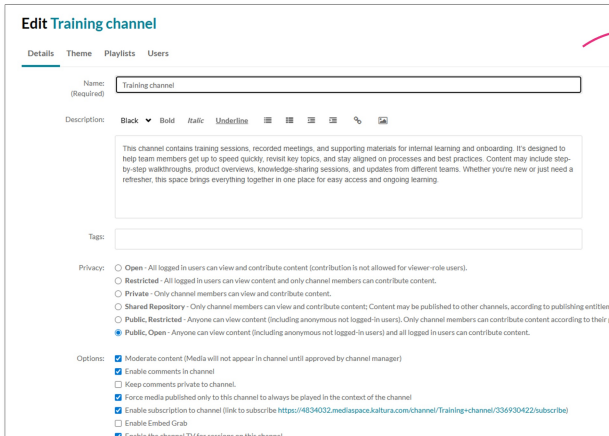 Edit Training channel
Details Theme Playlists Users
Name:
(Required)
Training channel
Description:
Black Bold Italic Underline
This channel contains training sessions, recorded meetings, and supporting materials for internal learning and onboarding. It's designed to
help team members get up to speed quickly, revisit key topics, and stay aligned on processes and best practices. Content may include step-
by-step walkthroughs, product overviews, knowledge-sharing sessions, and updates from different teams. Whether you're new or just need a
refresher, this space brings everything together in one place for easy access and ongoing learning.
Tags:
Privacy:
Open - All logged in users can view and contribute content (contribution is not allowed for viewer-role users).
Restricted - All logged in users can view content and only channel members can contribute content.
Private - Only channel members can view and contribute content.
Shared Repository - Only channel members can view and contribute content; Content may be published to other channels, according to publishing entitlem
Public, Restricted - Anyone can view content (including anonymous not logged-in users). Only channel members can contribute content according to their
Public, Open - Anyone can view content (including anonymous not logged-in users) and all logged in users can contribute content.
Options:
Moderate content (Media will not appear in channel until approved by channel manager)
Enable comments in channel
Keep comments private to channel.
Force media published only to this channel to always be played in the context of the channel
Enable subscription to channel (link to subscribe https://4834032.mediaspace.kaltura.com/channel/Training+channel/336930422/subscribe)
Enable Embed Grab
Enable the channel TV for sessions on this channel